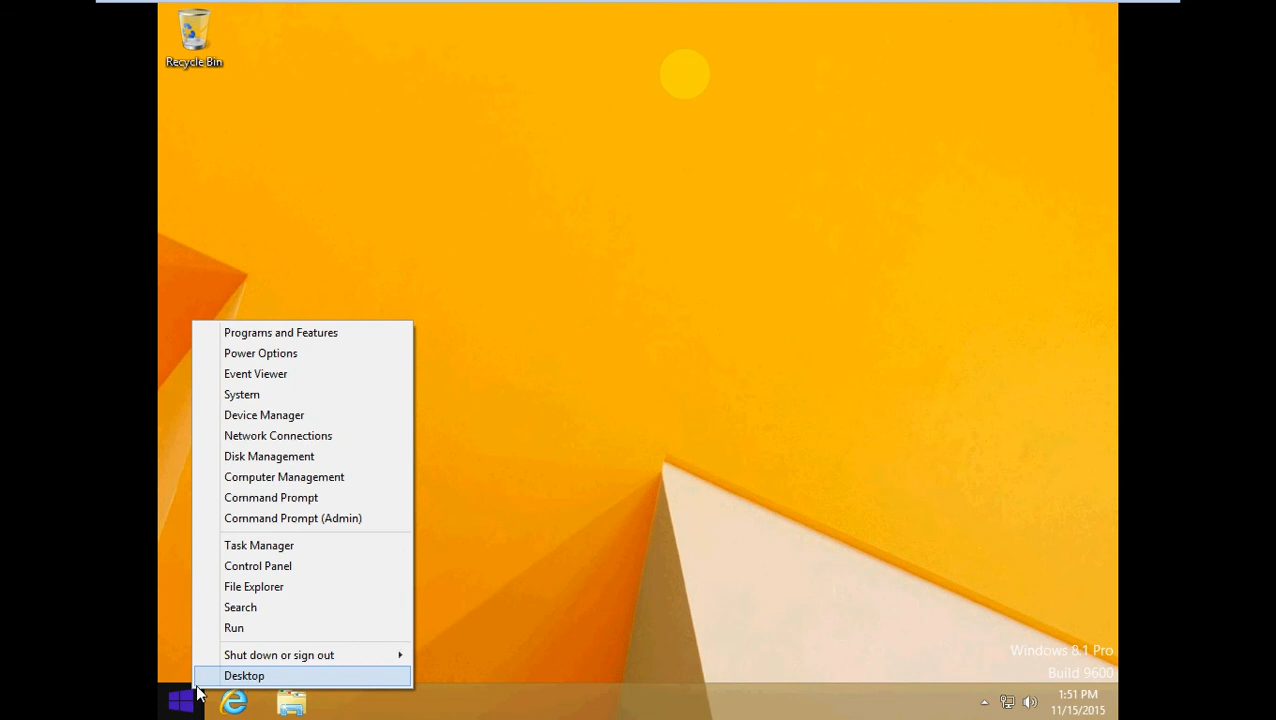 Recycle Bin
Programs and Features
Power Options
Event Viewer
System
Device Manager
Network Connections
Disk Management
Computer Management
Command Prompt
Command Prompt (Admin)
Task Manager
Control Panel
File Explorer
Search
Run
Shut down or sign out
Desktop
Windows 8.1 Pro
Build 9600
1:51 PM
11/15/2015